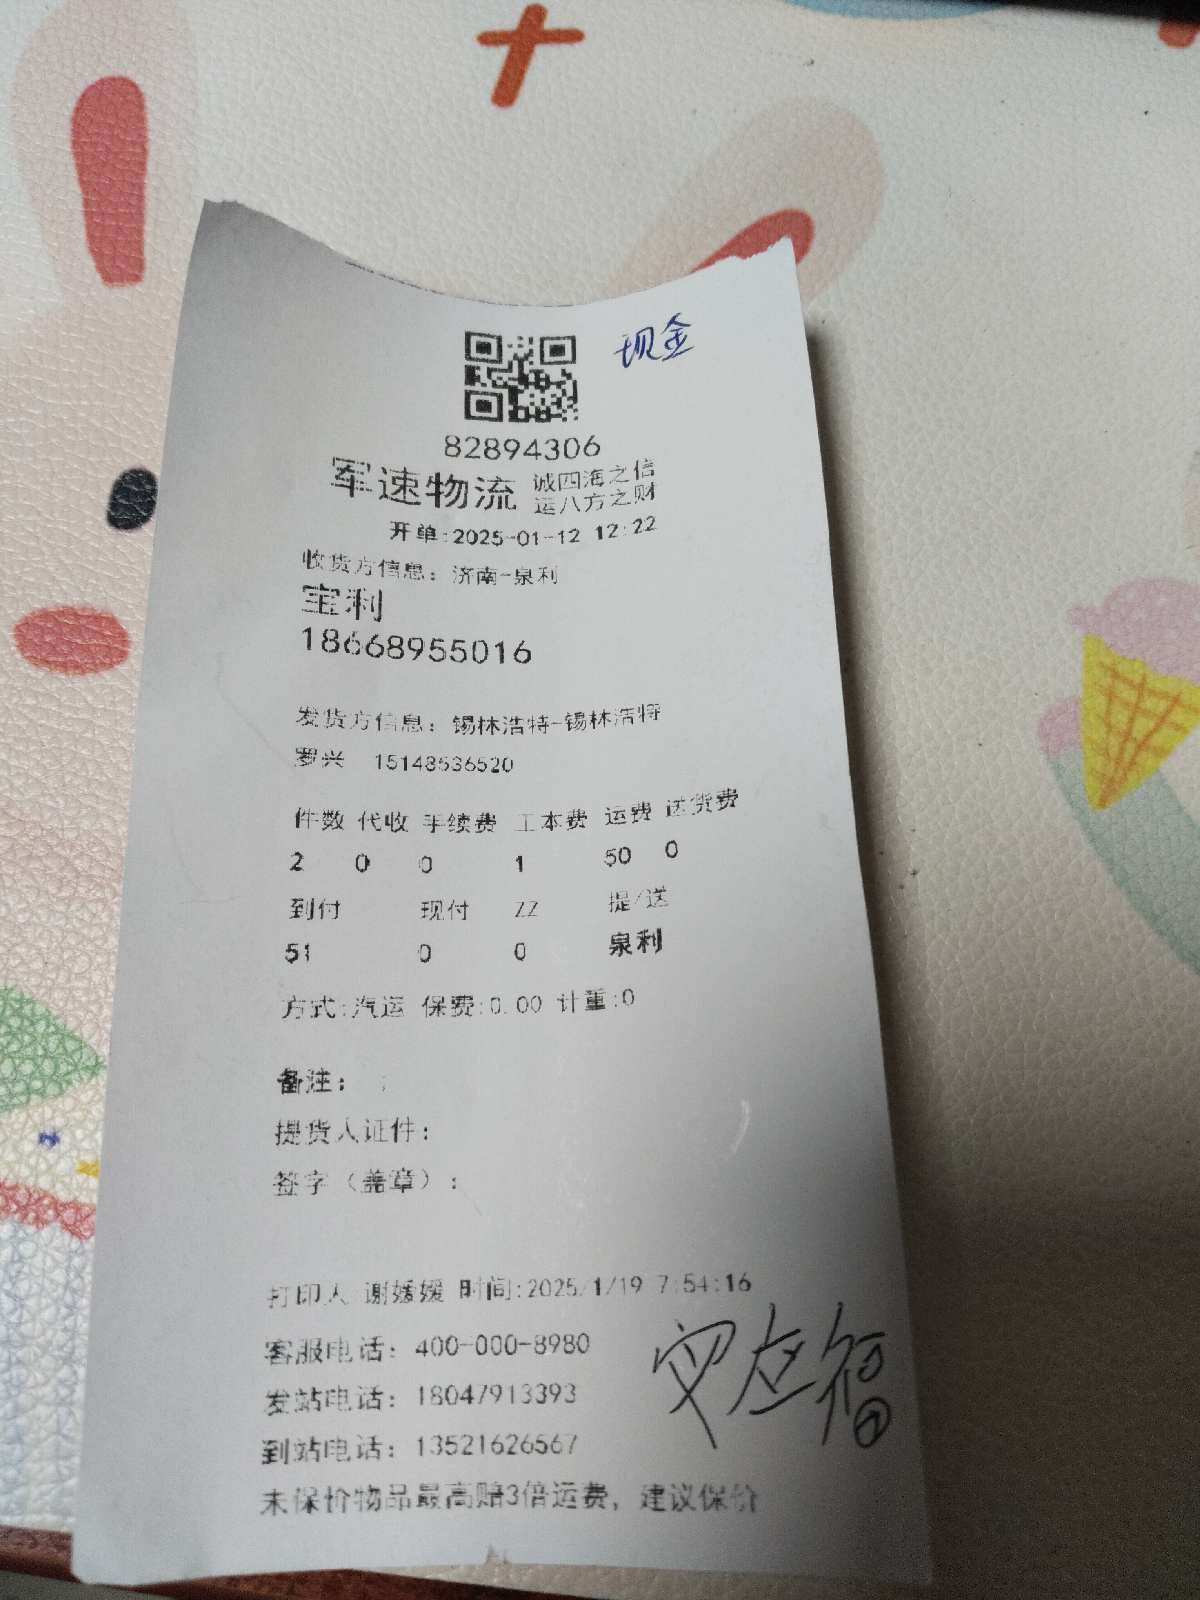 现金
82894306
军速物流 诚四海之信
运八方之财
开单:2025-01-12 12:22
收货方信息：济南-泉利
宝利
18668955016
发货方信息：锡林浩特-锡林浩特
罗兴 15148536520
件数 代收 手续费 工本费 运费 送货费
2 0 0 1 50 0
到付 现付 ZZ 提/送
51 0 0 泉利
方式:汽运 保费:0.00 计重:0
备注： ;
提货人证件：
签字（盖章）：
打印人 谢媛媛 时间:2025/1/19 7:54:16
客服电话：400-000-8980
发站电话：18047913393
到站电话：13521626567
未保价物品最高赔3倍运费，建议保价